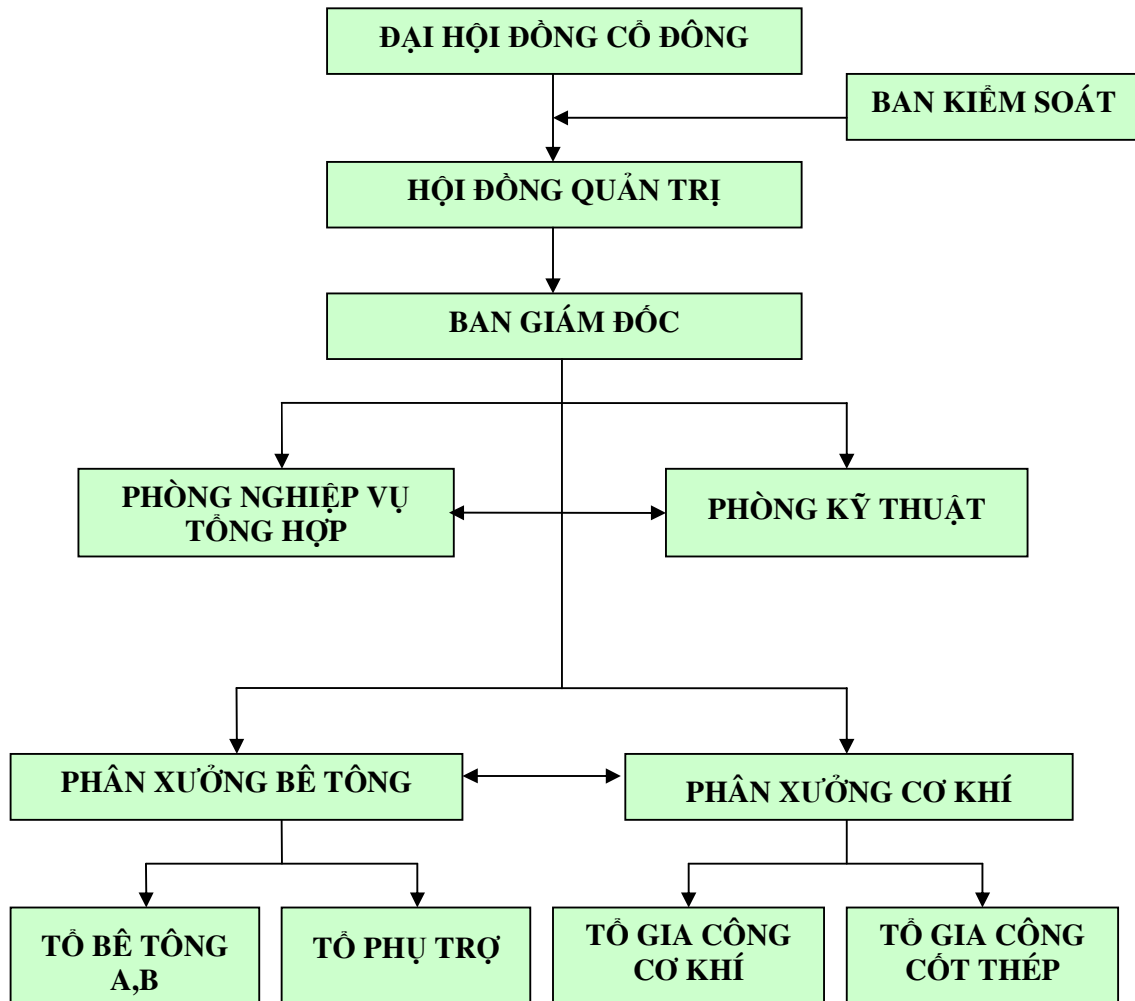 ĐẠI HỘI ĐỒNG CỔ ĐÔNG
BAN KIỂM SOÁT
HỘI ĐỒNG QUẢN TRỊ
BAN GIÁM ĐỐC
PHÒNG NGHIỆP VỤ
TỔNG HỢP
PHÒNG KỸ THUẬT
PHÂN XƯỞNG BÊ TÔNG
PHÂN XƯỞNG CƠ KHÍ
TỔ BÊ TÔNG
A,B
TỔ PHỤ TRỢ
TỔ GIA CÔNG
CƠ KHÍ
TỔ GIA CÔNG
CỐT THÉP